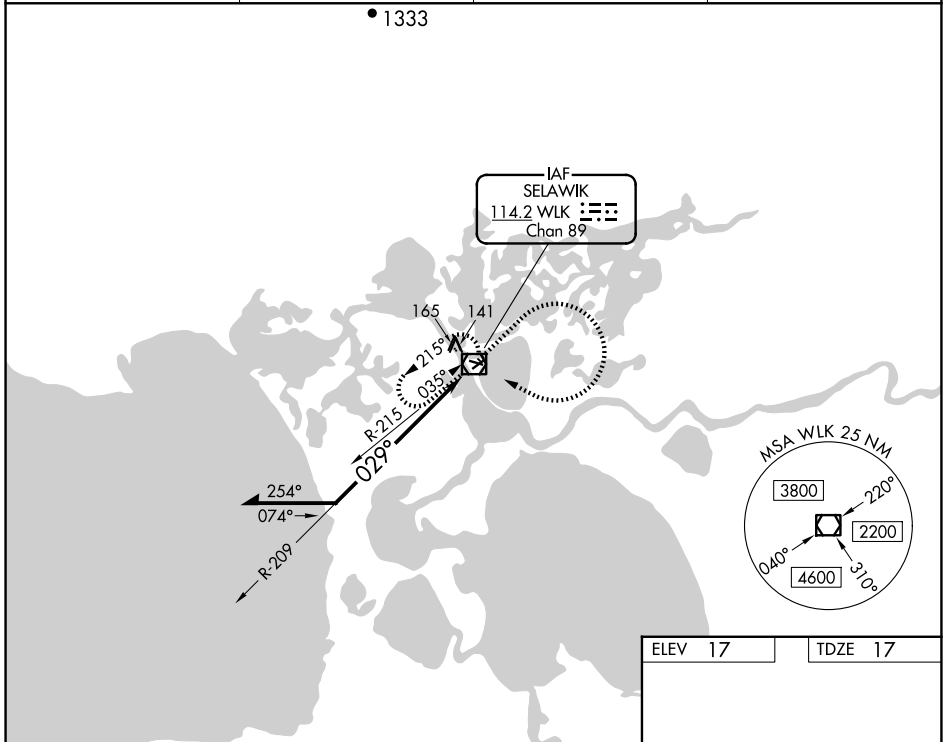 1333
IAF
SELAWIK
114.2 WLK
Chan 89
165
141
215°
035°
R-215
029°
254°
074°
R-209
MSA WLK 25 NM
3800
220°
2200
040°
4600
310°
ELEV 17
TDZE 17